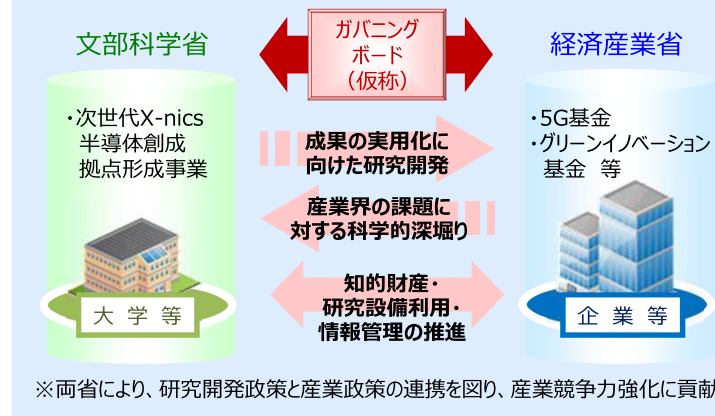 文部科学省
ガバニング
ボード
（仮称）
経済産業省
・次世代X-nics
半導体創成
拠点形成事業
成果の実用化に
向けた研究開発
・5G基金
・グリーンイノベーション
基金 等
産業界の課題に
対する科学的深堀り
知的財産・
研究設備利用・
情報管理の推進
大 学 等
企 業 等
※両省により、研究開発政策と産業政策の連携を図り、産業競争力強化に貢献